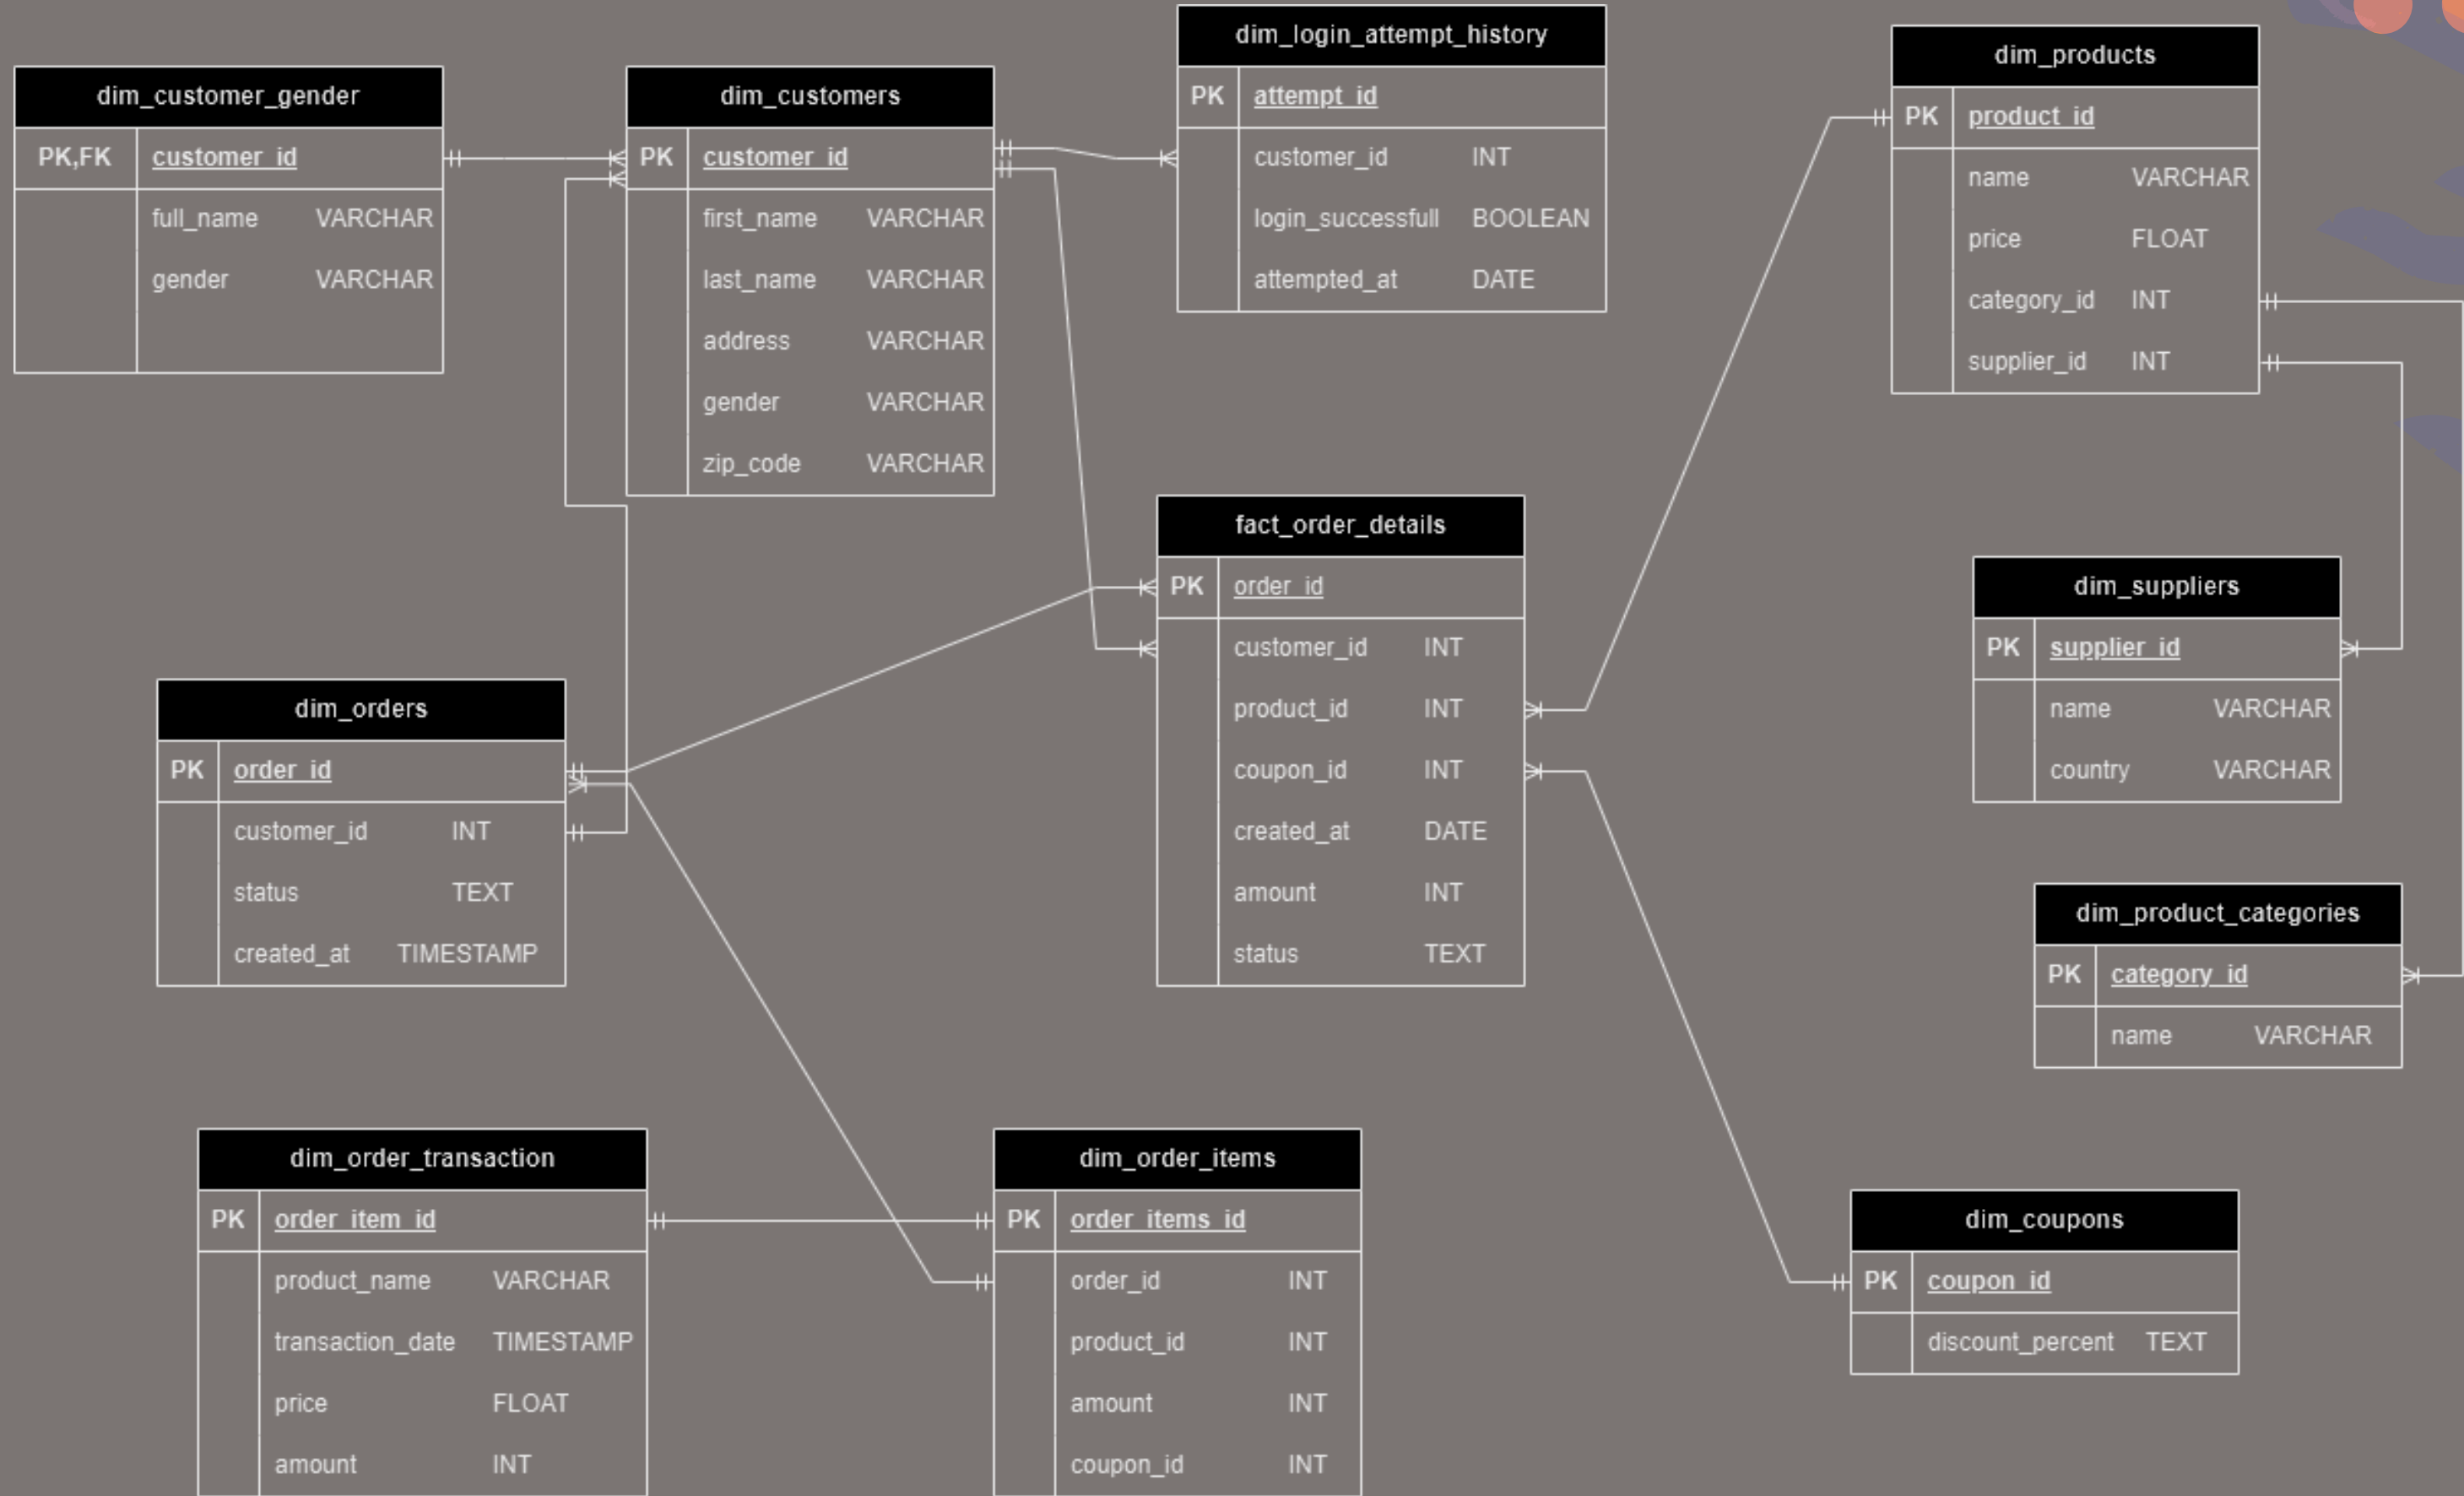 dim_customer_gender
PK,FK customer_id
full_name VARCHAR
gender VARCHAR
dim_customers
PK customer_id
first_name VARCHAR
last_name VARCHAR
address VARCHAR
gender VARCHAR
zip_code VARCHAR
dim_login_attempt_history
PK attempt_id
customer_id INT
login_successfull BOOLEAN
attempted_at DATE
dim_products
PK product_id
name VARCHAR
price FLOAT
category_id INT
supplier_id INT
fact_order_details
PK order_id
customer_id INT
product_id INT
coupon_id INT
created_at DATE
amount INT
status TEXT
dim_suppliers
PK supplier_id
name VARCHAR
country VARCHAR
dim_orders
PK order_id
customer_id INT
status TEXT
created_at TIMESTAMP
dim_product_categories
PK category_id
name VARCHAR
dim_order_transaction
PK order_item_id
product_name VARCHAR
transaction_date TIMESTAMP
price FLOAT
amount INT
dim_order_items
PK order_items_id
order_id INT
product_id INT
amount INT
coupon_id INT
dim_coupons
PK coupon_id
discount_percent TEXT